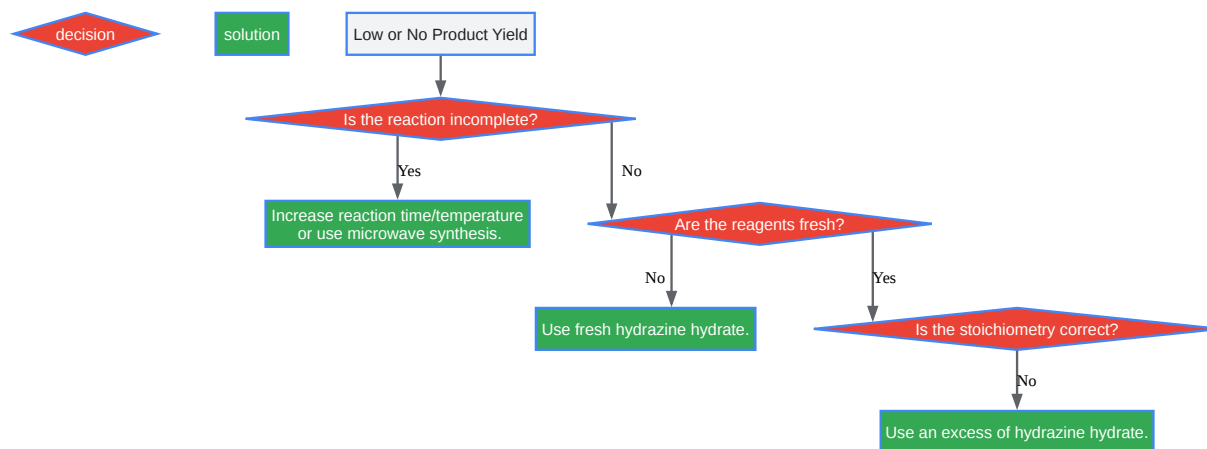 decision
solution
Low or No Product Yield
Is the reaction incomplete?
Yes
No
Increase reaction time/temperature
or use microwave synthesis.
Are the reagents fresh?
No
Yes
Use fresh hydrazine hydrate.
Is the stoichiometry correct?
No
Use an excess of hydrazine hydrate.